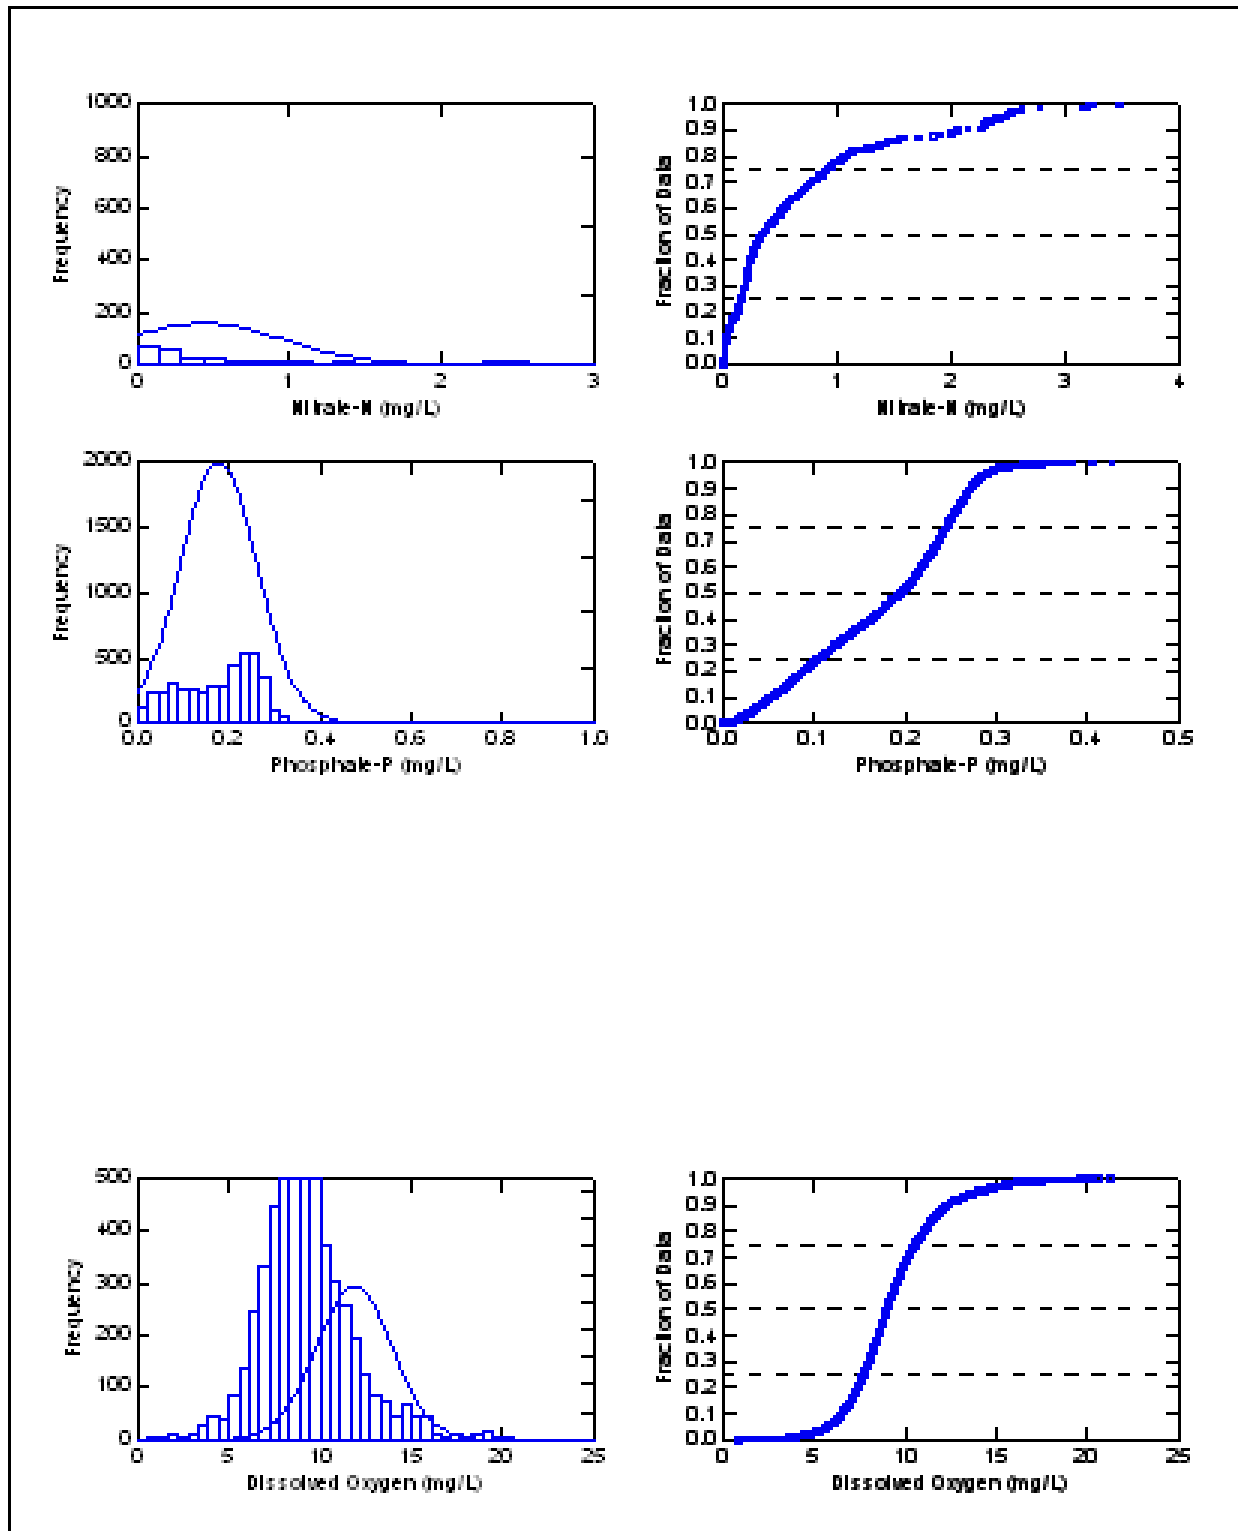 1000
800
600
400
200
0
Frequency
0 1 2 3
Nitrate-N (mg/L)
1.0
0.9
0.8
0.7
0.6
0.5
0.4
0.3
0.2
0.1
0.0
Fraction of Data
0 1 2 3 4
Nitrate-N (mg/L)
2000
1500
1000
500
0
Frequency
0.0 0.2 0.4 0.6 0.8 1.0
Phosphate-P (mg/L)
1.0
0.9
0.8
0.7
0.6
0.5
0.4
0.3
0.2
0.1
0.0
Fraction of Data
0.0 0.1 0.2 0.3 0.4 0.5
Phosphate-P (mg/L)
500
400
300
200
100
0
Frequency
0 5 10 15 20 25
Dissolved Oxygen (mg/L)
1.0
0.9
0.8
0.7
0.6
0.5
0.4
0.3
0.2
0.1
0.0
Fraction of Data
0 5 10 15 20 25
Dissolved Oxygen (mg/L)